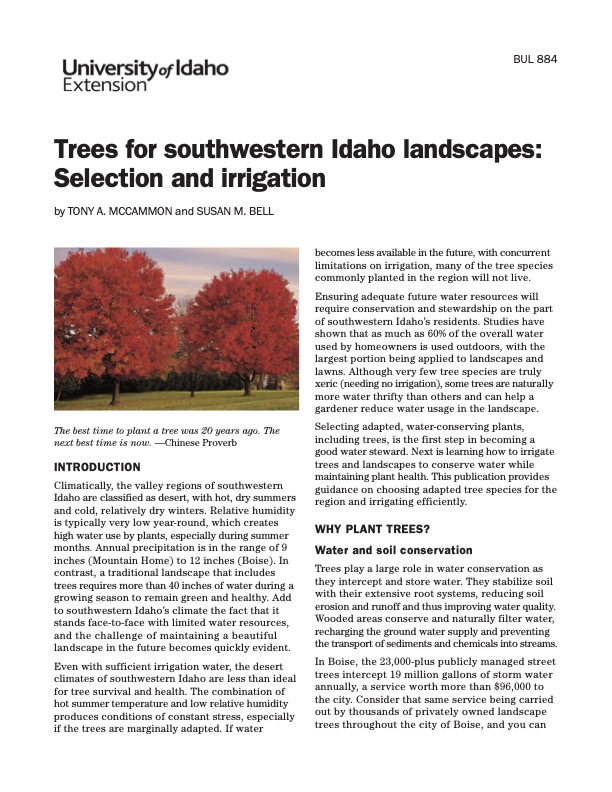 University of Idaho
Extension
BUL 884
Trees for southwestern Idaho landscapes:
Selection and irrigation
by TONY A. MCCAMMON and SUSAN M. BELL
The best time to plant a tree was 20 years ago. The
next best time is now. —Chinese Proverb
INTRODUCTION
Climatically, the valley regions of southwestern
Idaho are classified as desert, with hot, dry summers
and cold, relatively dry winters. Relative humidity
is typically very low year-round, which creates
high water use by plants, especially during summer
months. Annual precipitation is in the range of 9
inches (Mountain Home) to 12 inches (Boise). In
contrast, a traditional landscape that includes
trees requires more than 40 inches of water during a
growing season to remain green and healthy. Add
to southwestern Idaho's climate the fact that it
stands face-to-face with limited water resources,
and the challenge of maintaining a beautiful
landscape in the future becomes quickly evident.
Even with sufficient irrigation water, the desert
climates of southwestern Idaho are less than ideal
for tree survival and health. The combination of
hot summer temperature and low relative humidity
produces conditions of constant stress, especially
if the trees are marginally adapted. If water
becomes less available in the future, with concurrent
limitations on irrigation, many of the tree species
commonly planted in the region will not live.
Ensuring adequate future water resources will
require conservation and stewardship on the part
of southwestern Idaho's residents. Studies have
shown that as much as 60% of the overall water
used by homeowners is used outdoors, with the
largest portion being applied to landscapes and
lawns. Although very few tree species are truly
xeric (needing no irrigation), some trees are naturally
more water thrifty than others and can help a
gardener reduce water usage in the landscape.
Selecting adapted, water-conserving plants,
including trees, is the first step in becoming a
good water steward. Next is learning how to irrigate
trees and landscapes to conserve water while
maintaining plant health. This publication provides
guidance on choosing adapted tree species for the
region and irrigating efficiently.
WHY PLANT TREES?
Water and soil conservation
Trees play a large role in water conservation as
they intercept and store water. They stabilize soil
with their extensive root systems, reducing soil
erosion and runoff and thus improving water quality.
Wooded areas conserve and naturally filter water,
recharging the ground water supply and preventing
the transport of sediments and chemicals into streams.
In Boise, the 23,000-plus publicly managed street
trees intercept 19 million gallons of storm water
annually, a service worth more than $96,000 to
the city. Consider that same service being carried
out by thousands of privately owned landscape
trees throughout the city of Boise, and you can